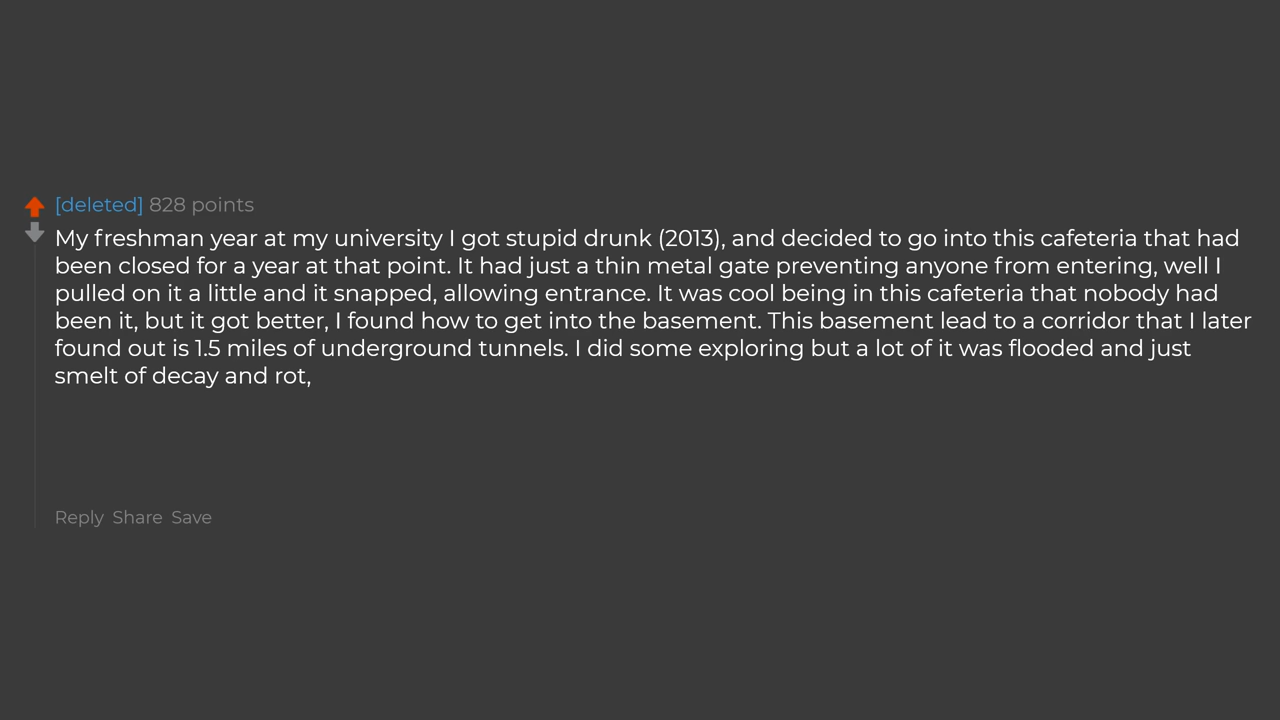 [deleted] 828 points
My freshman year at my university I got stupid drunk (2013), and decided to go into this cafeteria that had
been closed for a year at that point. It had just a thin metal gate preventing anyone from entering, well I
pulled on it a little and it snapped, allowing entrance. It was cool being in this cafeteria that nobody had
been it, but it got better, I found how to get into the basement. This basement lead to a corridor that I later
found out is 1.5 miles of underground tunnels. I did some exploring but a lot of it was flooded and just
smelt of decay and rot,
Reply Share Save